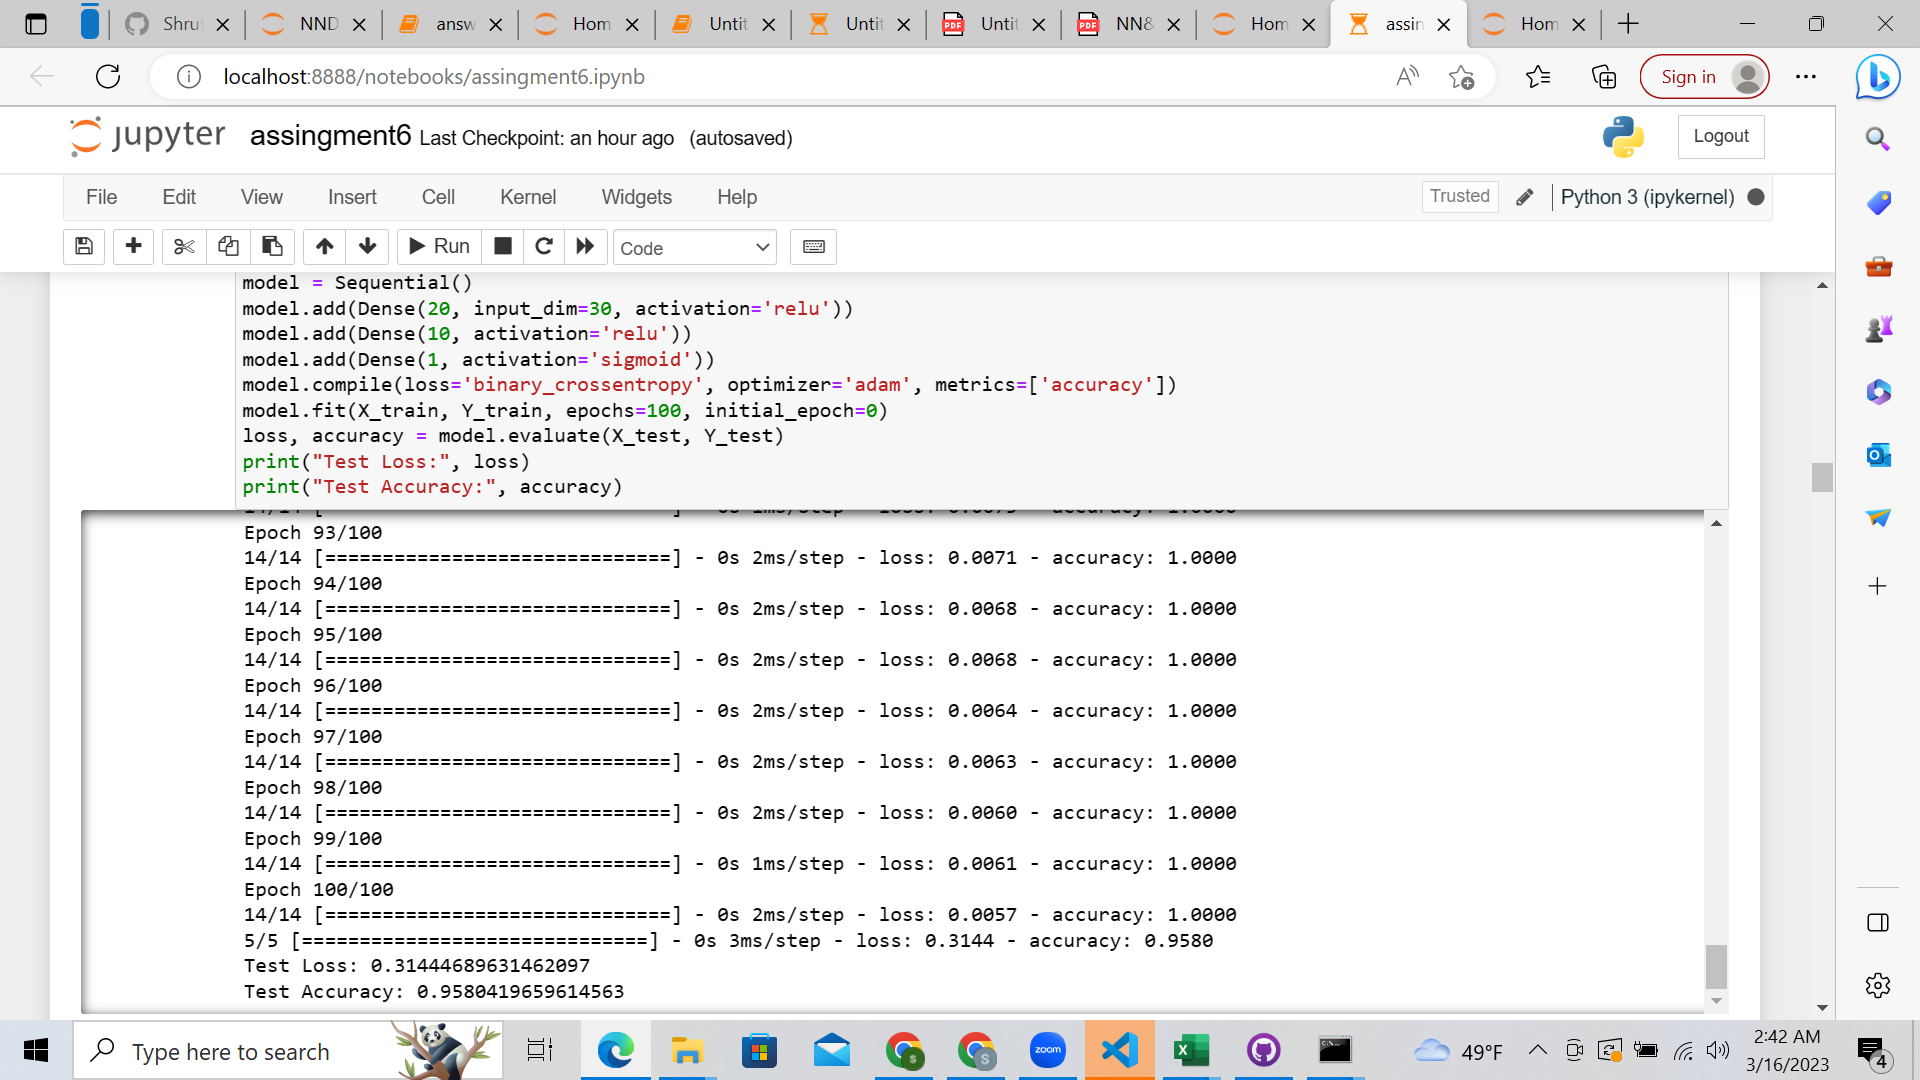 Shru
NND
answ
Hom
Untit
Untit
Untit
NN&
Hom
assin
Hom
localhost:8888/notebooks/assingment6.ipynb
Sign in
jupyter assingment6 Last Checkpoint: an hour ago (autosaved)
Logout
File Edit View Insert Cell Kernel Widgets Help
Trusted
Python 3 (ipykernel)
Run
Code
model = Sequential()
model.add(Dense(20, input_dim=30, activation='relu'))
model.add(Dense(10, activation='relu'))
model.add(Dense(1, activation='sigmoid'))
model.compile(loss='binary_crossentropy', optimizer='adam', metrics=['accuracy'])
model.fit(X_train, Y_train, epochs=100, initial_epoch=0)
loss, accuracy = model.evaluate(X_test, Y_test)
print("Test Loss:", loss)
print("Test Accuracy:", accuracy)
Epoch 93/100
14/14 [==============================] - 0s 2ms/step - loss: 0.0071 - accuracy: 1.0000
Epoch 94/100
14/14 [==============================] - 0s 2ms/step - loss: 0.0068 - accuracy: 1.0000
Epoch 95/100
14/14 [==============================] - 0s 2ms/step - loss: 0.0068 - accuracy: 1.0000
Epoch 96/100
14/14 [==============================] - 0s 2ms/step - loss: 0.0064 - accuracy: 1.0000
Epoch 97/100
14/14 [==============================] - 0s 2ms/step - loss: 0.0063 - accuracy: 1.0000
Epoch 98/100
14/14 [==============================] - 0s 2ms/step - loss: 0.0060 - accuracy: 1.0000
Epoch 99/100
14/14 [==============================] - 0s 1ms/step - loss: 0.0061 - accuracy: 1.0000
Epoch 100/100
14/14 [==============================] - 0s 2ms/step - loss: 0.0057 - accuracy: 1.0000
5/5 [==============================] - 0s 3ms/step - loss: 0.3144 - accuracy: 0.9580
Test Loss: 0.31444689631462097
Test Accuracy: 0.9580419659614563
Type here to search
zoom
49°F
2:42 AM
3/16/2023
4